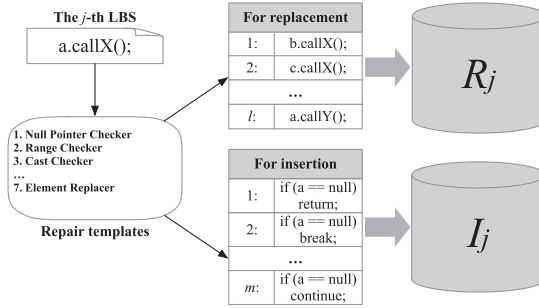 The j-th LBS
a.callX();
1. Null Pointer Checker
2. Range Checker
3. Cast Checker
...
7. Element Replacer
Repair templates
For replacement
1: b.callX();
2: c.callX();
...
l: a.callY();
For insertion
1: if (a == null)
return;
2: if (a == null)
break;
...
m: if (a == null)
continue;
Rj
Ij